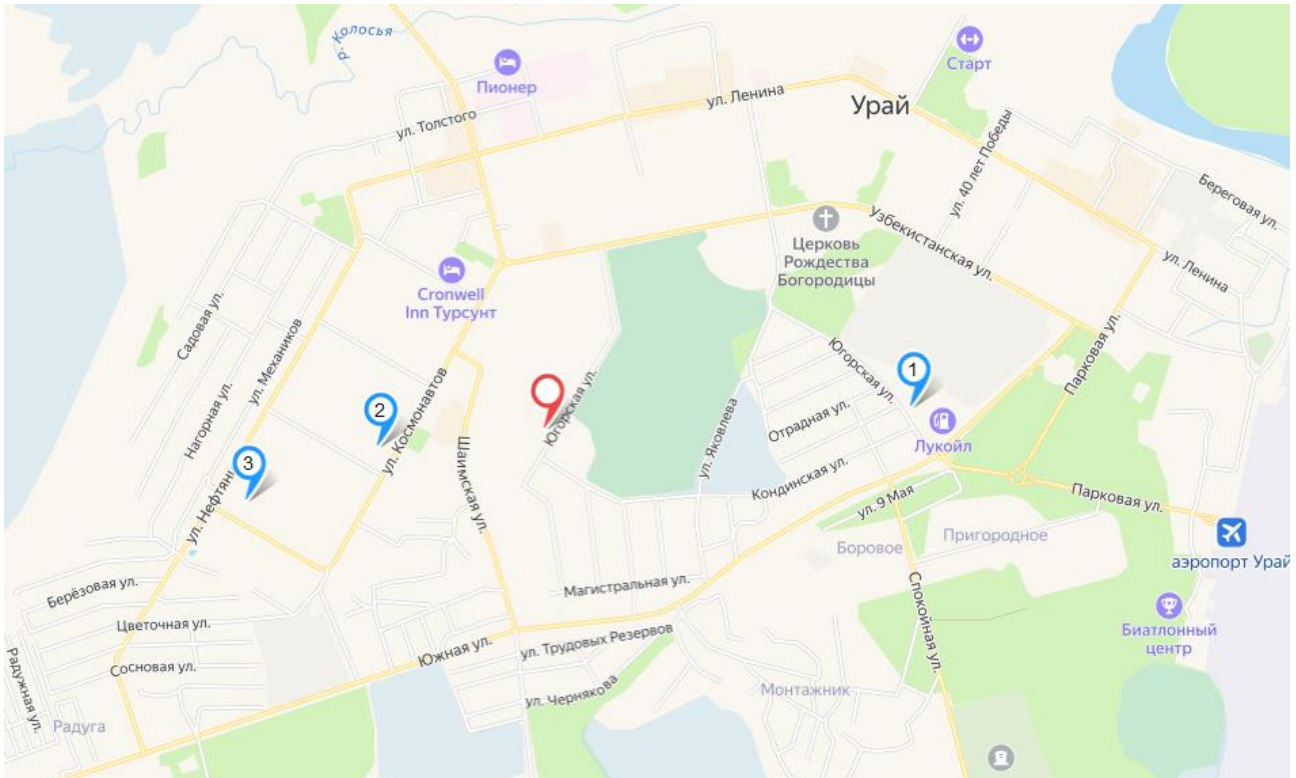 р. Колосья
Пионер
Старт
ул. Ленина
Урай
ул. Толстого
ул. 40 лет Победы
Береговая ул.
Узбекистанская ул.
Церковь
Рождества
Богородицы
ул. Ленина
Cronwell
Inn Турсунт
Садовая ул.
ул. Механиков
Парковая ул.
Югорская ул.
1
2
ул. Космонавтов
Югорская ул.
Нагорная ул.
Отрадная ул.
ул. Яковлева
Лукойл
3
Шаимская ул.
Кондинская ул.
ул. Нефтян
Парковая ул.
ул. 9 Мая
Пригородное
Боровое
аэропорт Урай
Берёзовая ул.
Магистральная ул.
Спокойная ул.
Цветочная ул.
Биатлонный
центр
Южная ул.
ул. Трудовых Резервов
Сосновая ул.
Радужная ул.
ул. Чернякова
Монтажник
Радуга